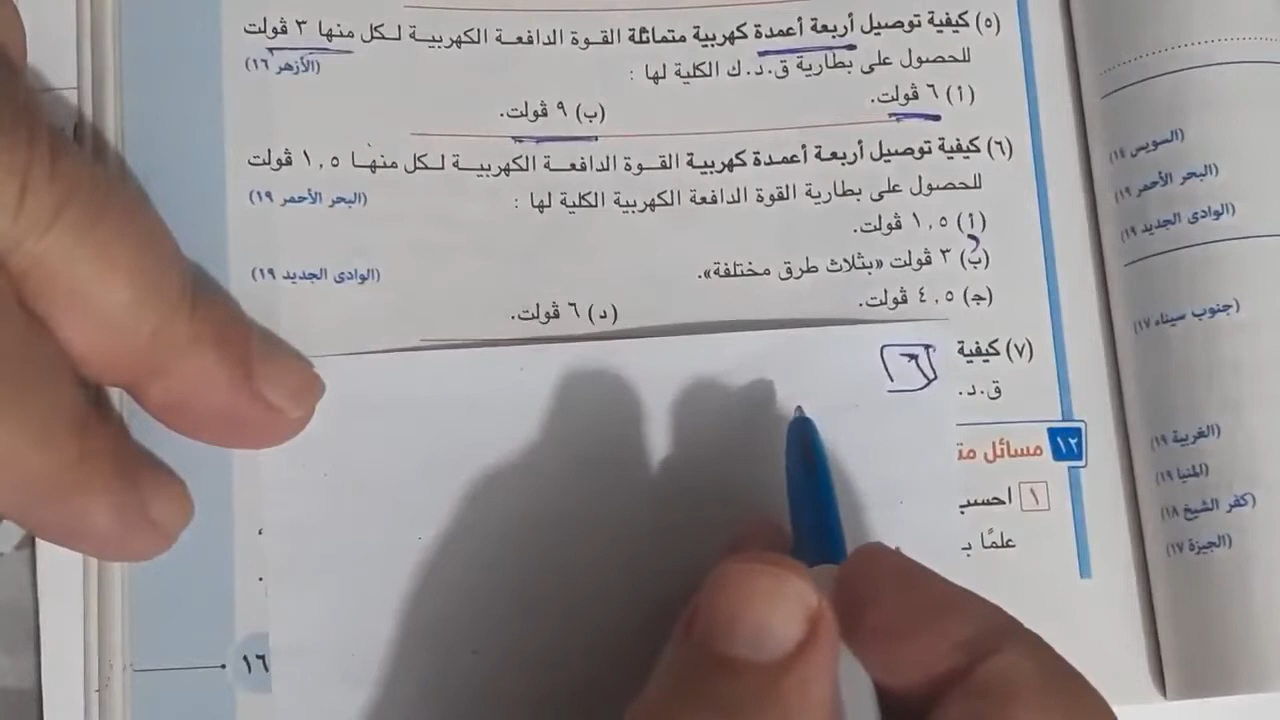 (٥) كيفية توصيل أربعة أعمدة كهربية متماثلة القوة الدافعة الكهربية لكل منها ٣ ڤولت
للحصول على بطارية ق.د.ك الكلية لها :
(الأزهر ١٦)
(أ) ٦ ڤولت.
(ب) ٩ ڤولت.
(٦) كيفية توصيل أربعة أعمدة كهربية القوة الدافعة الكهربية لكل منها ١,٥ ڤولت
للحصول على بطارية القوة الدافعة الكهربية الكلية لها :
(البحر الأحمر ١٩)
(أ) ١,٥ ڤولت.
(ب) ٣ ڤولت «بثلاث طرق مختلفة».
(الوادى الجديد ١٩)
(جـ) ٤,٥ ڤولت.
(د) ٦ ڤولت.
(٧) كيفية
ق.د.
٦
١٢ مسائل مت
١ احسب
علمًا بـ
١٦
(السويس ١٤)
(البحر الأحمر ١٩)
(الوادى الجديد ١٩)
(جنوب سيناء ١٧)
(الغربية ١٩)
(المنيا ١٩)
(كفر الشيخ ١٨)
(الجيزة ١٧)